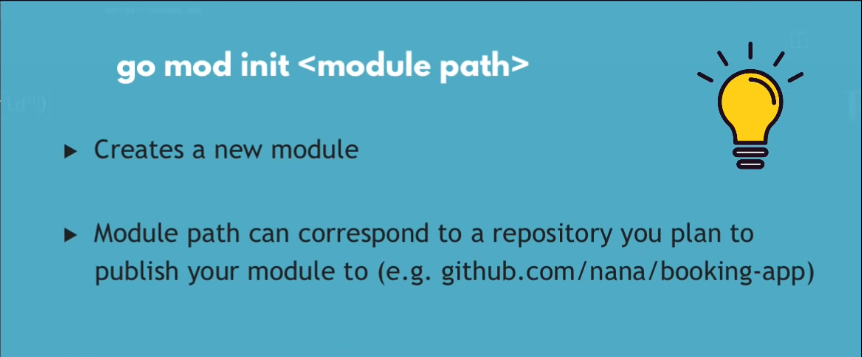 go mod init <module path>
▶ Creates a new module
▶ Module path can correspond to a repository you plan to
publish your module to (e.g. github.com/nana/booking-app)